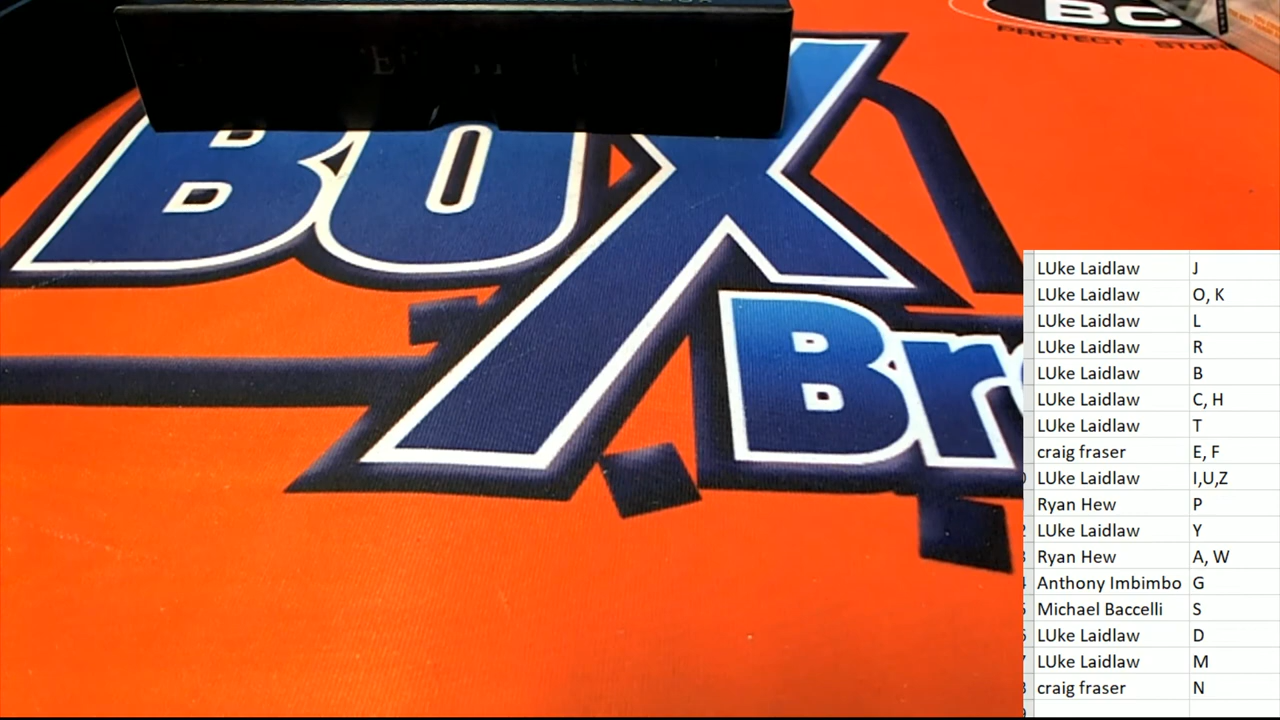 BC
PROTECT · STOR
BOX
Br
LUke Laidlaw J
LUke Laidlaw O, K
LUke Laidlaw L
LUke Laidlaw R
LUke Laidlaw B
LUke Laidlaw C, H
LUke Laidlaw T
craig fraser E, F
LUke Laidlaw I,U,Z
Ryan Hew P
LUke Laidlaw Y
Ryan Hew A, W
Anthony Imbimbo G
Michael Baccelli S
LUke Laidlaw D
LUke Laidlaw M
craig fraser N